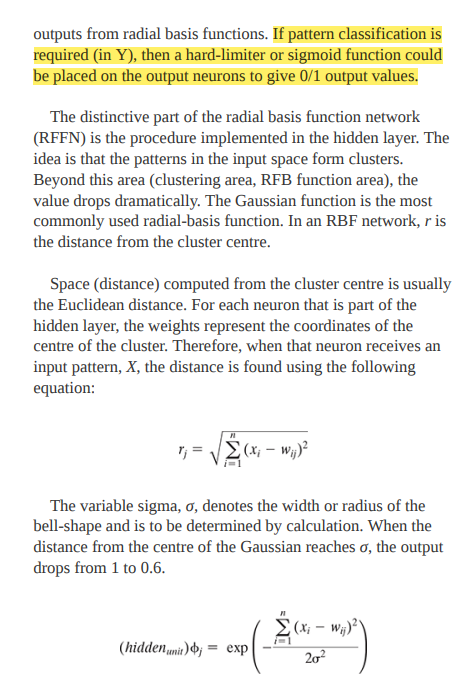 outputs from radial basis functions. If pattern classification is
required (in Y), then a hard-limiter or sigmoid function could
be placed on the output neurons to give 0/1 output values.
The distinctive part of the radial basis function network
(RFFN) is the procedure implemented in the hidden layer. The
idea is that the patterns in the input space form clusters.
Beyond this area (clustering area, RFB function area), the
value drops dramatically. The Gaussian function is the most
commonly used radial-basis function. In an RBF network, r is
the distance from the cluster centre.
Space (distance) computed from the cluster centre is usually
the Euclidean distance. For each neuron that is part of the
hidden layer, the weights represent the coordinates of the
centre of the cluster. Therefore, when that neuron receives an
input pattern, X, the distance is found using the following
equation:
r_j = √(∑_{i=1}^{n} (x_i − w_{ij})²)
The variable sigma, σ, denotes the width or radius of the
bell-shape and is to be determined by calculation. When the
distance from the centre of the Gaussian reaches σ, the output
drops from 1 to 0.6.
(hidden_{unit})ϕ_j = exp(−∑_{i=1}^{n} (x_i − w_{ij})² / 2σ²)